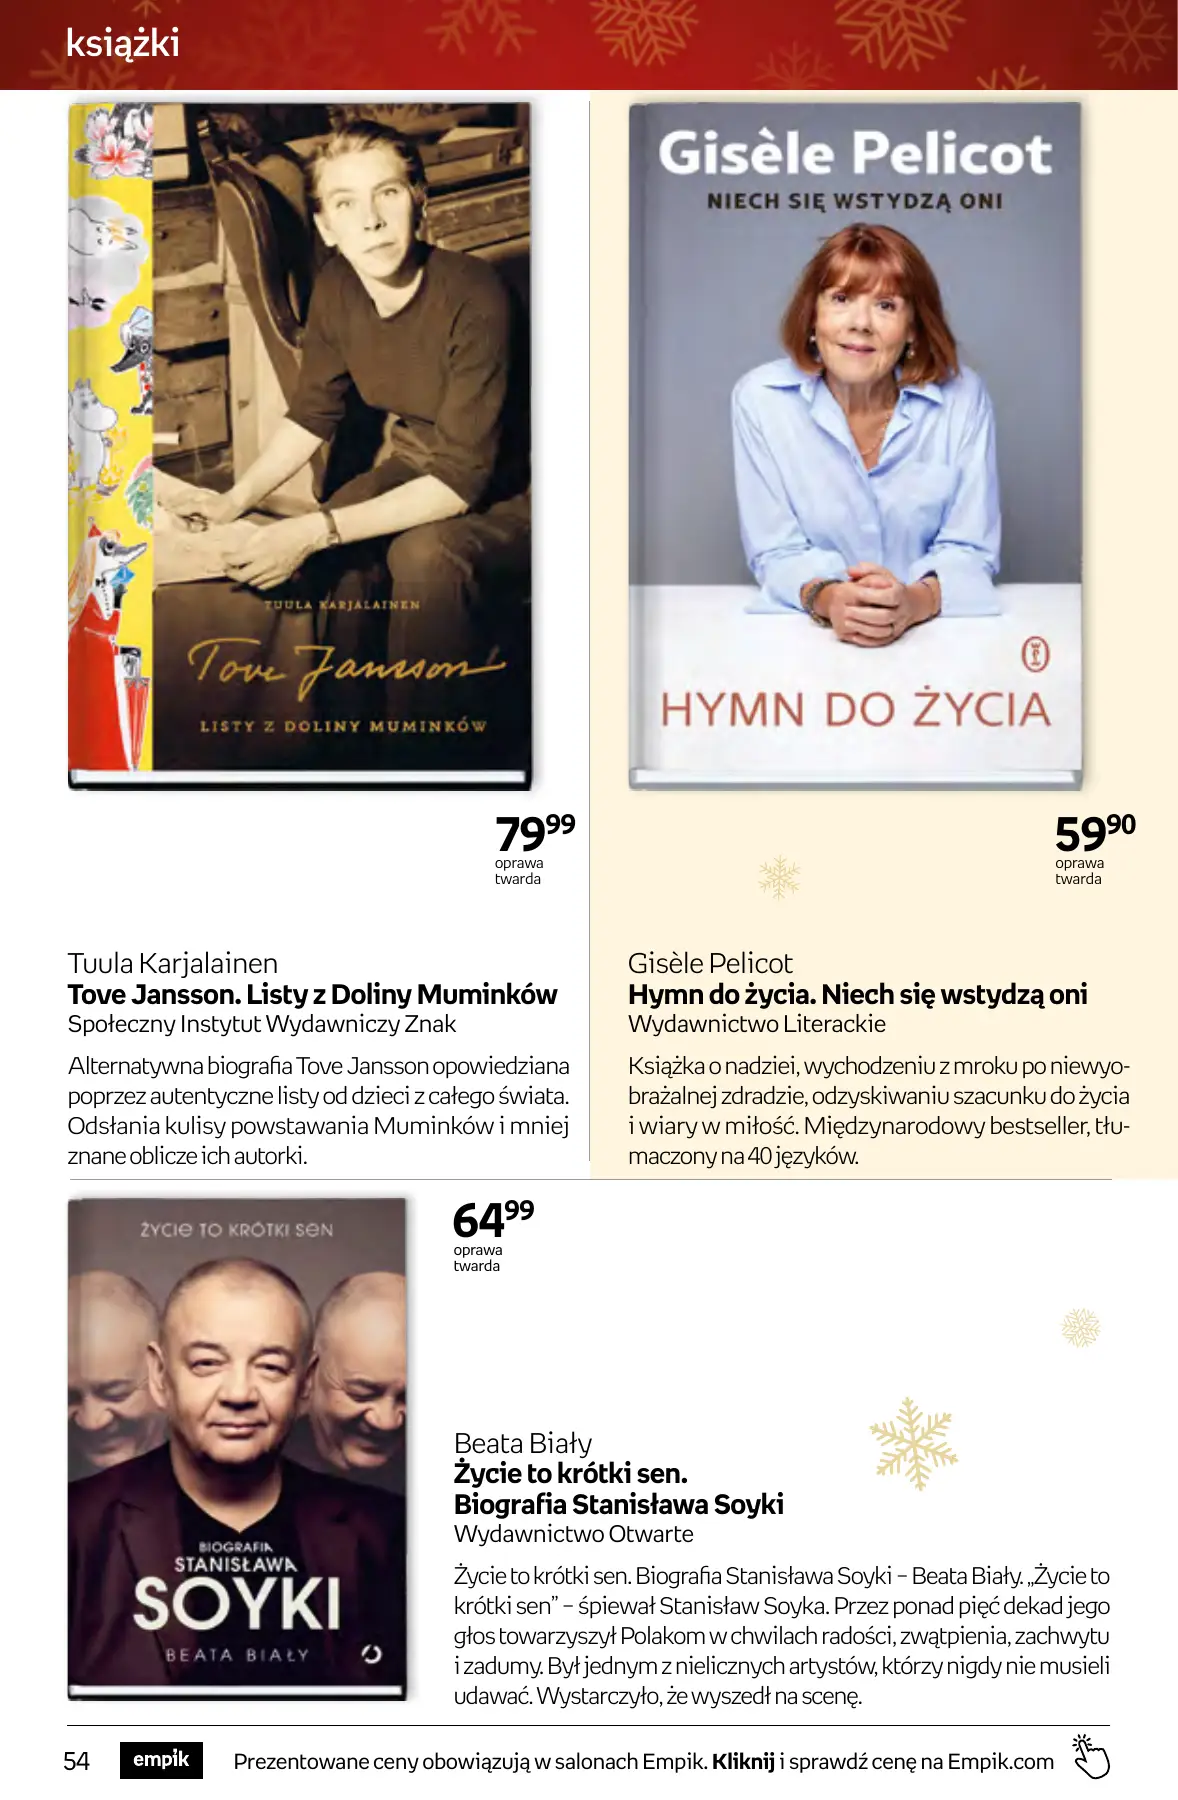 książki
Gisèle Pelicot
NIECH SIĘ WSTYDZĄ ONI
HYMN DO ŻYCIA
TUULA KARJALAINEN
Tove Jansson
LISTY Z DOLINY MUMINKÓW
79⁹⁹
oprawa
twarda
59⁹⁰
oprawa
twarda
Tuula Karjalainen
Tove Jansson. Listy z Doliny Muminków
Społeczny Instytut Wydawniczy Znak
Alternatywna biografia Tove Jansson opowiedziana
poprzez autentyczne listy od dzieci z całego świata.
Odsłania kulisy powstawania Muminków i mniej
znane oblicze ich autorki.
Gisèle Pelicot
Hymn do życia. Niech się wstydzą oni
Wydawnictwo Literackie
Książka o nadziei, wychodzeniu z mroku po niewyo-
brażalnej zdradzie, odzyskiwaniu szacunku do życia
i wiary w miłość. Międzynarodowy bestseller, tłu-
maczony na 40 języków.
ŻYCIE TO KRÓTKI SEN
BIOGRAFIA
STANISŁAWA
SOYKI
BEATA BIAŁY
64⁹⁹
oprawa
twarda
Beata Biały
Życie to krótki sen.
Biografia Stanisława Soyki
Wydawnictwo Otwarte
Życie to krótki sen. Biografia Stanisława Soyki – Beata Biały. „Życie to
krótki sen” – śpiewał Stanisław Soyka. Przez ponad pięć dekad jego
głos towarzyszył Polakom w chwilach radości, zwątpienia, zachwytu
i zadumy. Był jednym z nielicznych artystów, którzy nigdy nie musieli
udawać. Wystarczyło, że wyszedł na scenę.
54
empik
Prezentowane ceny obowiązują w salonach Empik. Kliknij i sprawdź cenę na Empik.com